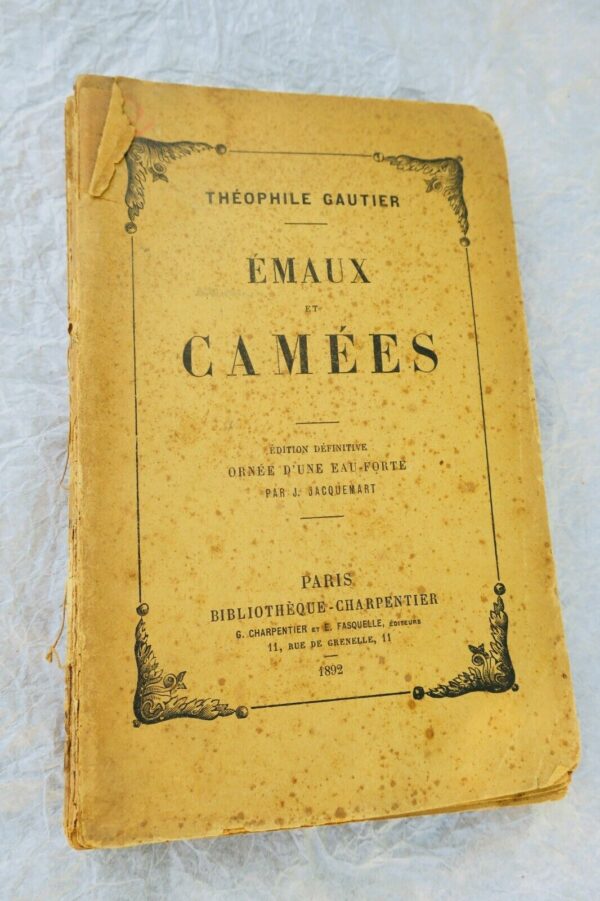 THÉOPHILE GAUTIER
ÉMAUX
ET
CAMÉES
ÉDITION DÉFINITIVE
ORNÉE D'UNE EAU-FORTE
PAR J. JACQUEMART
PARIS
BIBLIOTHÈQUE-CHARPENTIER
G. CHARPENTIER ET E. FASQUELLE, ÉDITEURS
11, RUE DE GRENELLE, 11
1892